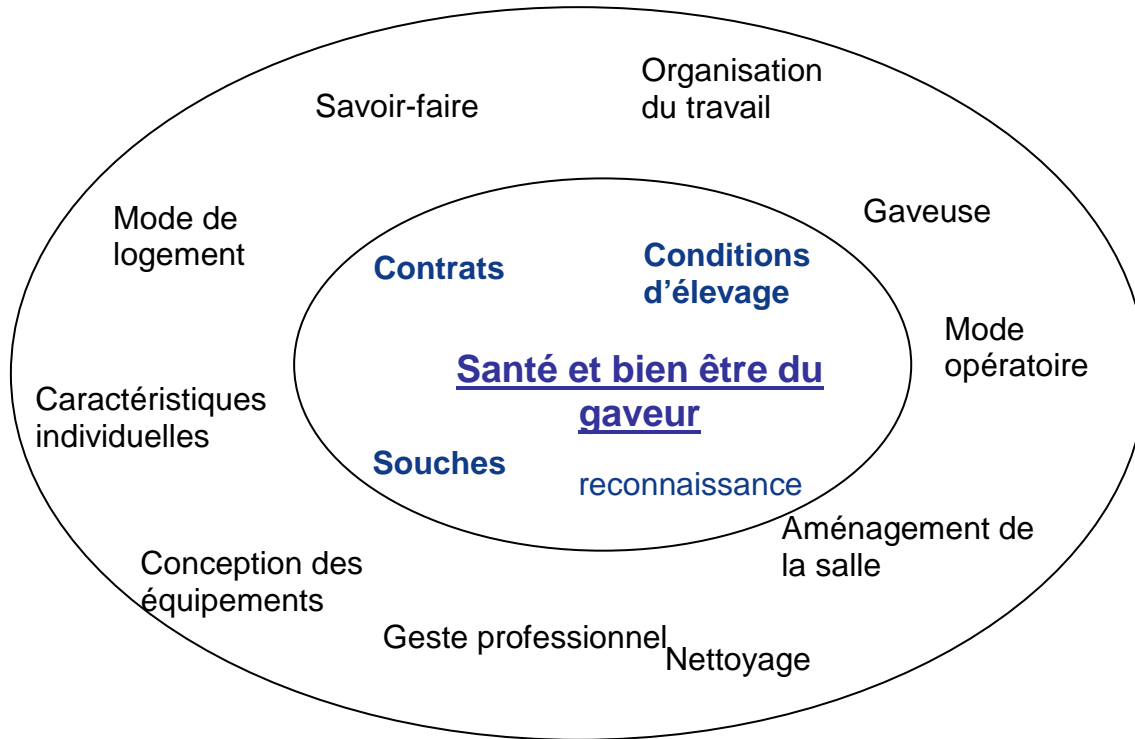 Organisation
du travail
Savoir-faire
Mode de
logement
Gaveuse
Contrats
Conditions
d'élevage
Mode
opératoire
Santé et bien être du
gaveur
Caractéristiques
individuelles
Souches
reconnaissance
Aménagement de
la salle
Conception des
équipements
Geste professionnel
Nettoyage